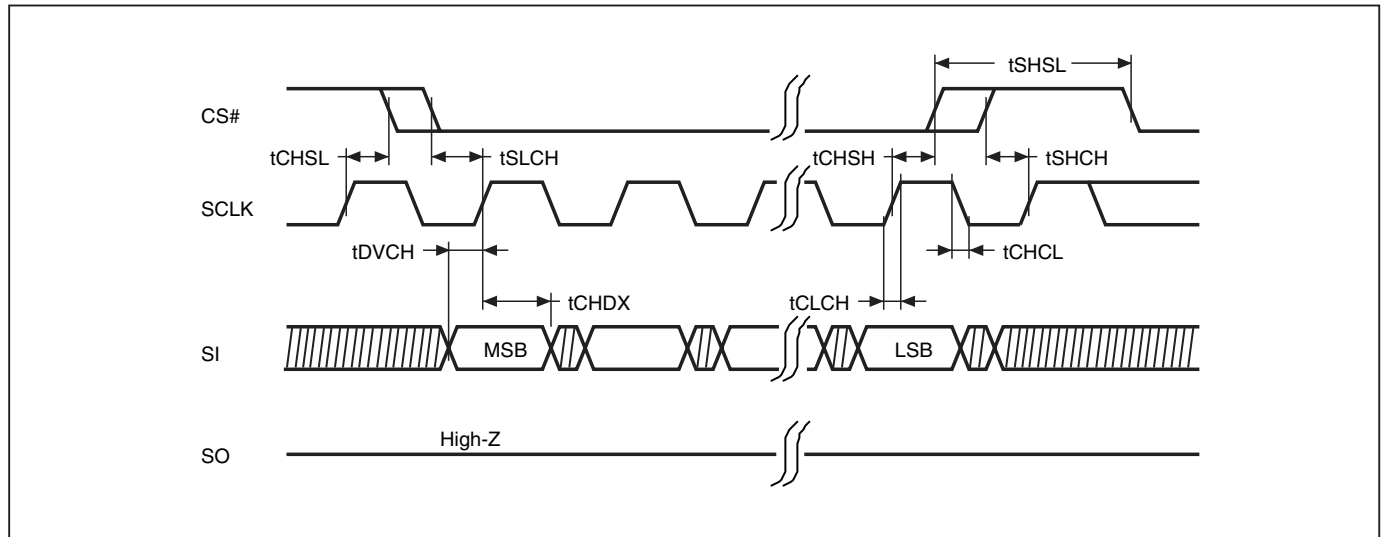 tSHSL
CS#
tCHSL
tSLCH
tCHSH
tSHCH
SCLK
tDVCH
tCHCL
tCHDX
tCLCH
SI
MSB
LSB
High-Z
SO